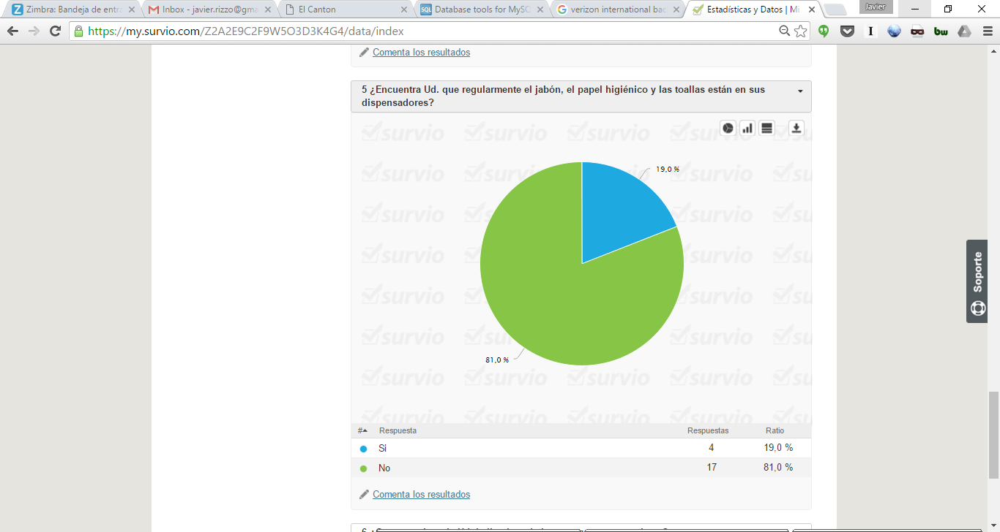 Zimbra: Bandeja de entra
Inbox - javier.rizzo@gma
El Canton
Database tools for MySQ
verizon international bac
Estadísticas y Datos | Mi
Javier
https://my.survio.com/Z2A2E9C2F9W5O3D3K4G4/data/index
Comenta los resultados
5 ¿Encuentra Ud. que regularmente el jabón, el papel higiénico y las toallas están en sus
dispensadores?
survio
19,0 %
81,0 %
Soporte
# Respuesta Respuestas Ratio
Si 4 19,0 %
No 17 81,0 %
Comenta los resultados